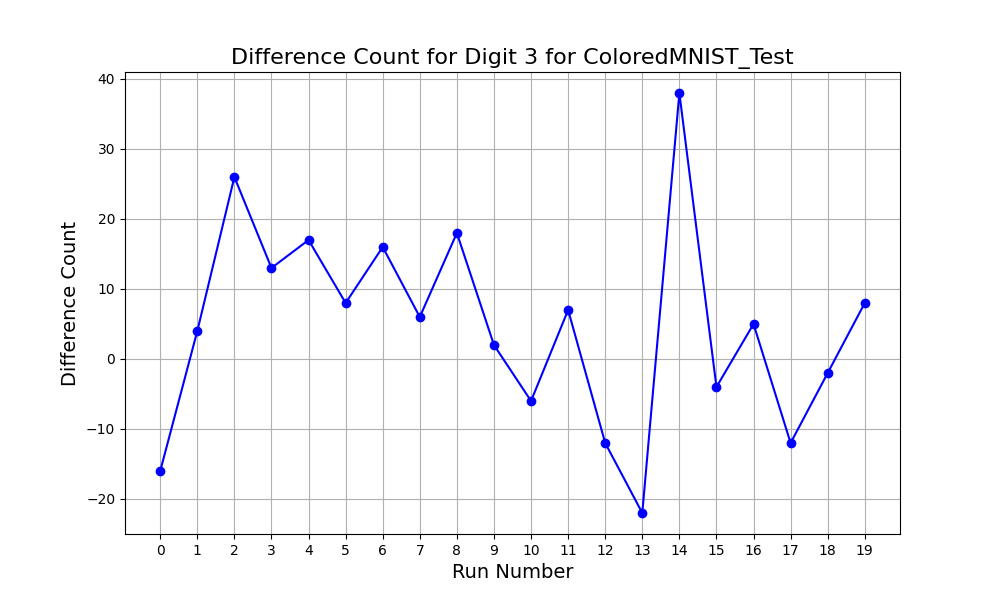 Difference Count for Digit 3 for ColoredMNIST_Test
Difference Count
40
30
20
10
0
−10
−20
0 1 2 3 4 5 6 7 8 9 10 11 12 13 14 15 16 17 18 19
Run Number